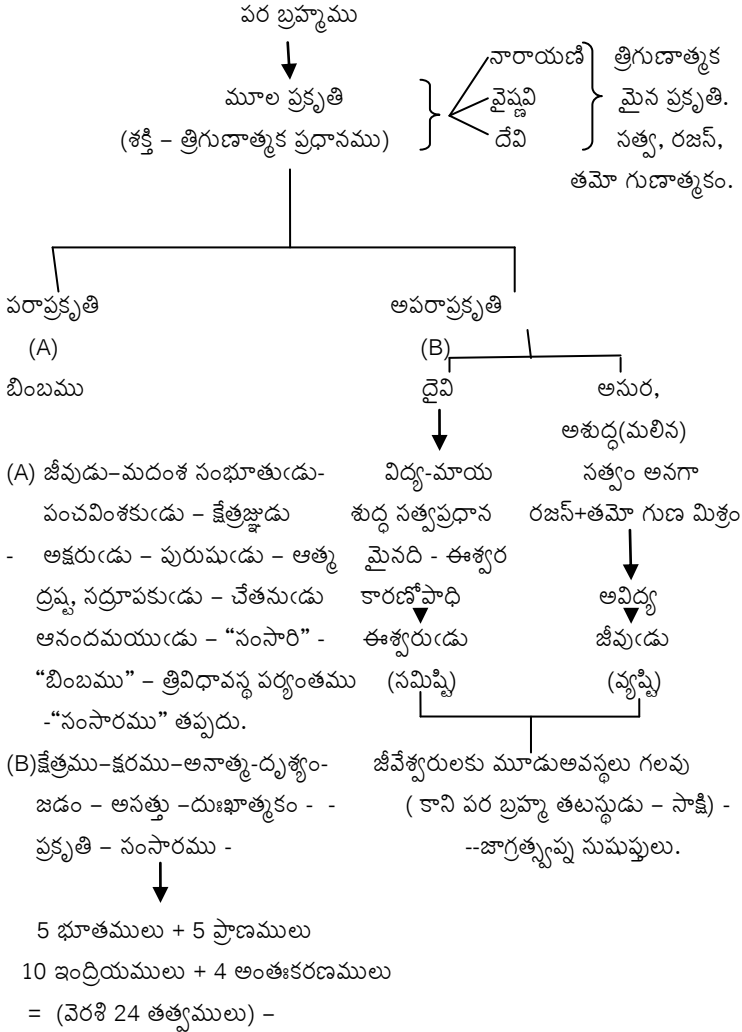 పర బ్రహ్మము
నారాయణి త్రిగుణాత్మక
మూల ప్రకృతి వైష్ణవి మైన ప్రకృతి.
(శక్తి – త్రిగుణాత్మక ప్రధానము) దేవి సత్వ, రజస్,
తమో గుణాత్మకం.
పరాప్రకృతి అపరాప్రకృతి
(A) (B)
బింబము దైవి అసుర,
అశుద్ధ(మలిన)
(A) జీవుడు–మదంశ సంభూతుఁడు- విద్య-మాయ సత్వం అనగా
పంచవింశకుఁడు – క్షేత్రజ్ఞుడు శుద్ధ సత్వప్రధాన రజస్+తమో గుణ మిశ్రం
- అక్షరుఁడు – పురుషుఁడు – ఆత్మ మైనది - ఈశ్వర
ద్రష్ట, సద్రూపకుఁడు – చేతనుఁడు కారణోపాధి అవిద్య
ఆనందమయుఁడు – “సంసారి” - ఈశ్వరుఁడు జీవుఁడు
“బింబము” – త్రివిధావస్థ పర్యంతము (సమిష్టి) (వ్యష్టి)
-“సంసారము” తప్పదు.
(B)క్షేత్రము–క్షరము–అనాత్మ-దృశ్యం- జీవేశ్వరులకు మూడుఅవస్థలు గలవు
జడం – అసత్తు –దుఃఖాత్మకం - - ( కాని పర బ్రహ్మ తటస్థుడు – సాక్షి) -
ప్రకృతి – సంసారము - --జాగ్రత్స్వప్న సుషుప్తులు.
5 భూతములు + 5 ప్రాణములు
10 ఇంద్రియములు + 4 అంతఃకరణములు
= (వెరశి 24 తత్వములు) –